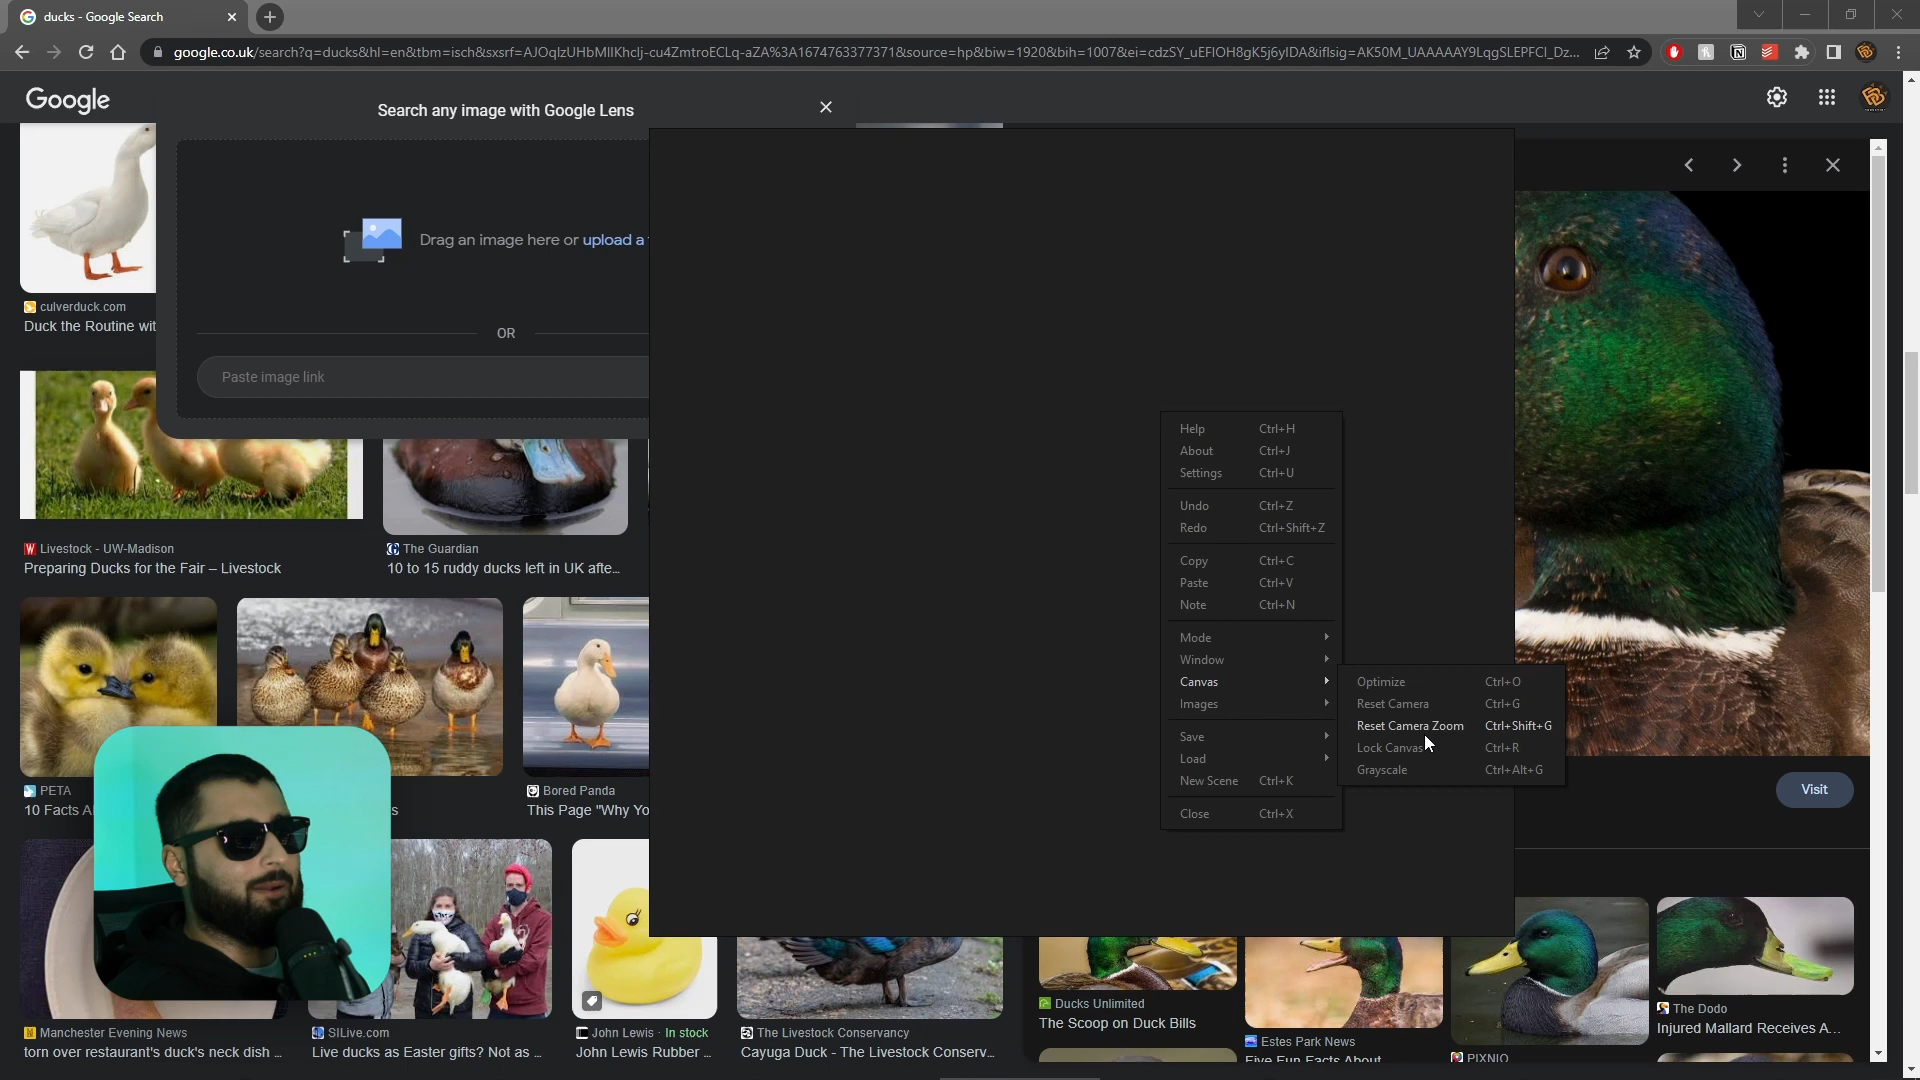 ducks - Google Search
google.co.uk/search?q=ducks&hl=en&tbm=isch&sxsrf=AJOqlzUHbMIlKhclj-cu4ZmtroECLq-aZA%3A1674763377371&source=hp&biw=1920&bih=1007&ei=cdzSY_uEFIOH8gK5j6yIDA&iflsig=AK50M_UAAAAAY9LqgSLEPFCl_Dz...
Google
Search any image with Google Lens
Drag an image here or upload a
OR
Paste image link
culverduck.com
Duck the Routine wit
Livestock - UW-Madison
Preparing Ducks for the Fair – Livestock
The Guardian
10 to 15 ruddy ducks left in UK afte...
Help Ctrl+H
About Ctrl+J
Settings Ctrl+U
Undo Ctrl+Z
Redo Ctrl+Shift+Z
Copy Ctrl+C
Paste Ctrl+V
Note Ctrl+N
Mode
Window
Canvas
Images
Save
Load
New Scene Ctrl+K
Close Ctrl+X
Optimize Ctrl+O
Reset Camera Ctrl+G
Reset Camera Zoom Ctrl+Shift+G
Lock Canvas Ctrl+R
Grayscale Ctrl+Alt+G
Visit
PETA
10 Facts A
s
Bored Panda
This Page "Why Yo
Manchester Evening News
torn over restaurant's duck's neck dish ...
SILive.com
Live ducks as Easter gifts? Not as ...
John Lewis · In stock
John Lewis Rubber ...
The Livestock Conservancy
Cayuga Duck - The Livestock Conserv...
Ducks Unlimited
The Scoop on Duck Bills
Estes Park News
Five Fun Facts About
PIXNIO
The Dodo
Injured Mallard Receives A...